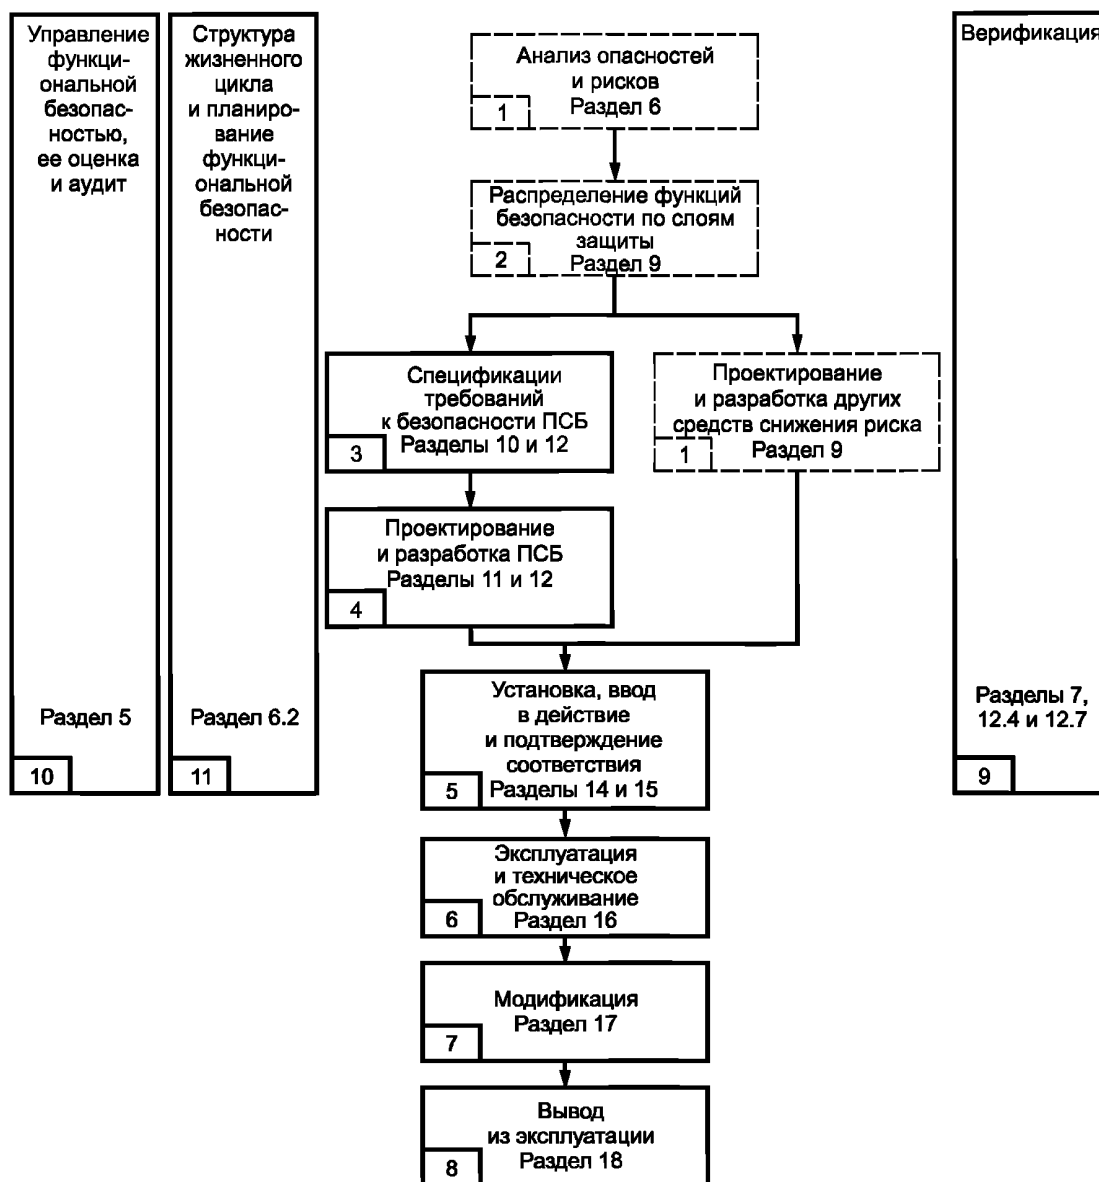 Управление
функци-
ональной
безопас-
ностью,
ее оценка
и аудит
Раздел 5
10
Структура
жизненного
цикла
и планиро-
вание
функци-
ональной
безопас-
ности
Раздел 6.2
11
Анализ опасностей
и рисков
Раздел 6
1
Распределение функций
безопасности по слоям
защиты
Раздел 9
2
Спецификации
требований
к безопасности ПСБ
Разделы 10 и 12
3
Проектирование
и разработка других
средств снижения риска
Раздел 9
1
Проектирование
и разработка ПСБ
Разделы 11 и 12
4
Установка, ввод
в действие
и подтверждение
соответствия
Разделы 14 и 15
5
Эксплуатация
и техническое
обслуживание
Раздел 16
6
Модификация
Раздел 17
7
Вывод
из эксплуатации
Раздел 18
8
Верификация
Разделы 7,
12.4 и 12.7
9